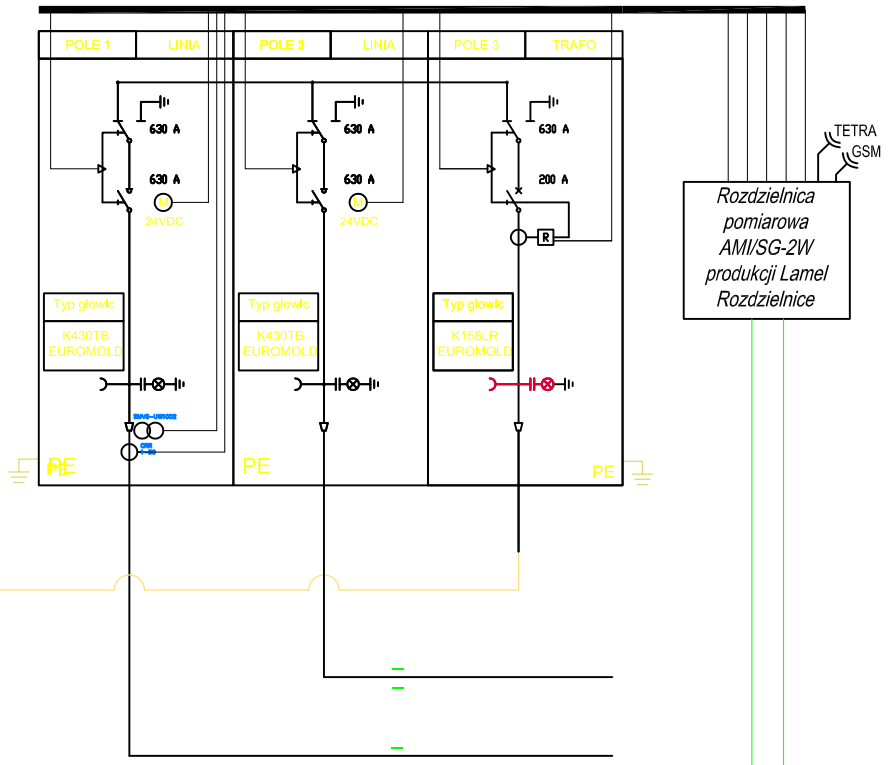 POLE 1 LINIA POLE 2 LINIA POLE 3 TRAFO
TETRA
GSM
630 A 630 A 630 A
630 A 630 A 200 A
M M
24VDC 24VDC
R
Rozdzielnica
pomiarowa
AMI/SG-2W
produkcji Lamel
Rozdzielnice
Typ głowic Typ głowic Typ głowic
K430TB K430TB K158LR
EUROMOLD EUROMOLD EUROMOLD
PE PE PE PE